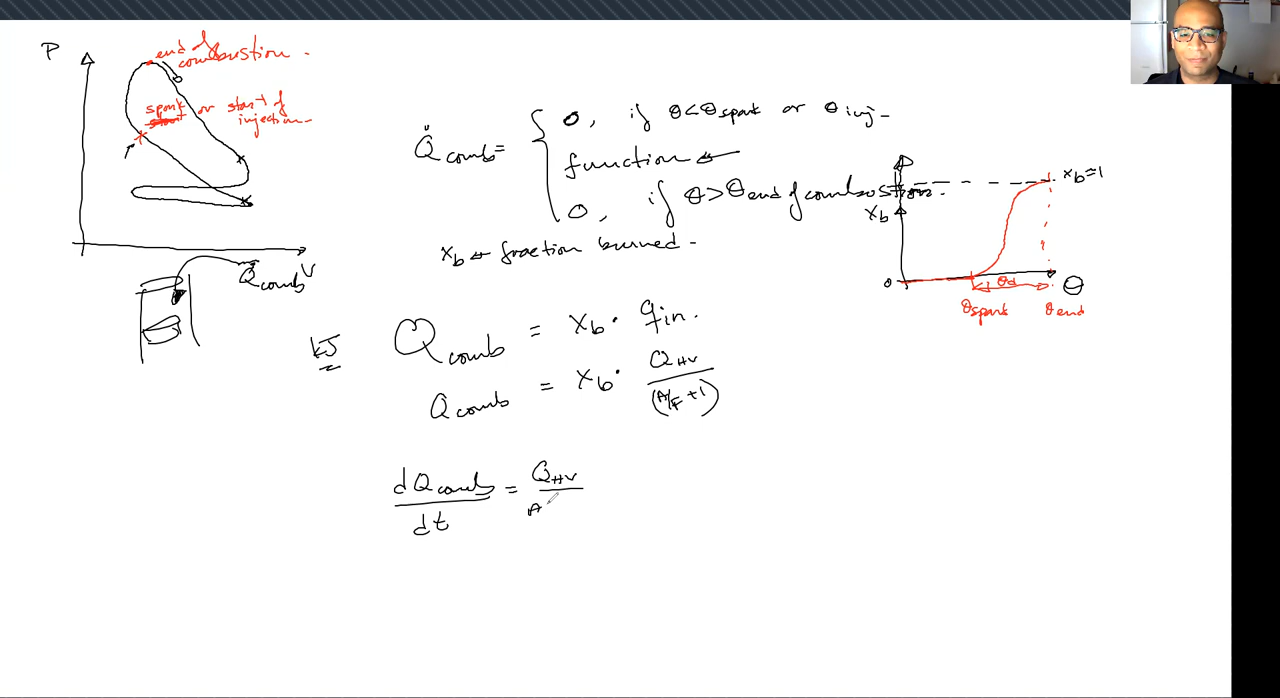 P
end of combustion.
spark or start of injection.
V
Q̇comb
Q̇comb =
0, if θ<θspark or θinj.
function ←
0, if θ>θend of combustion.
xb ← fraction burned.
xb
xb=1
0
θd
θ
θspark
θend
kJ
Qcomb = xb · qin.
Qcomb = xb · QHV / (A/F +1)
dQcomb / dt = QHV / A